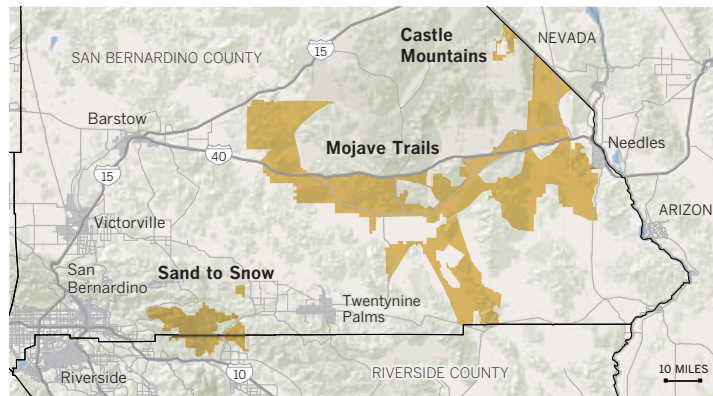 Castle
Mountains
NEVADA
SAN BERNARDINO COUNTY
15
Barstow
Mojave Trails
Needles
40
15
ARIZON
Victorville
Sand to Snow
San
Bernardino
Twentynine
Palms
Riverside
10
RIVERSIDE COUNTY
10 MILES